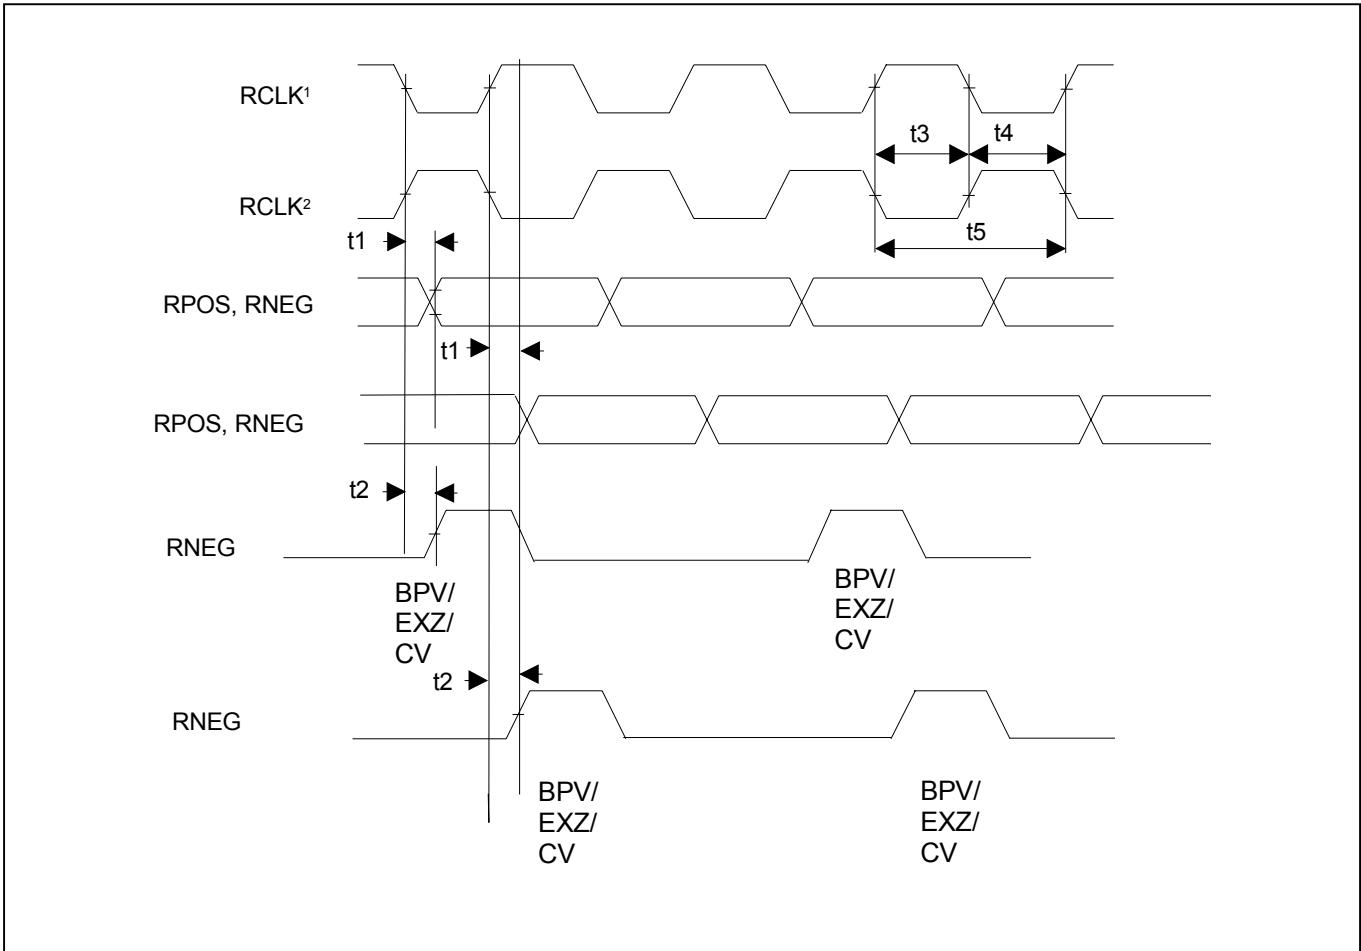 RCLK¹
t3
t4
RCLK²
t1
t5
RPOS, RNEG
t1
RPOS, RNEG
t2
RNEG
BPV/
EXZ/
CV
BPV/
EXZ/
CV
t2
RNEG
BPV/
EXZ/
CV
BPV/
EXZ/
CV